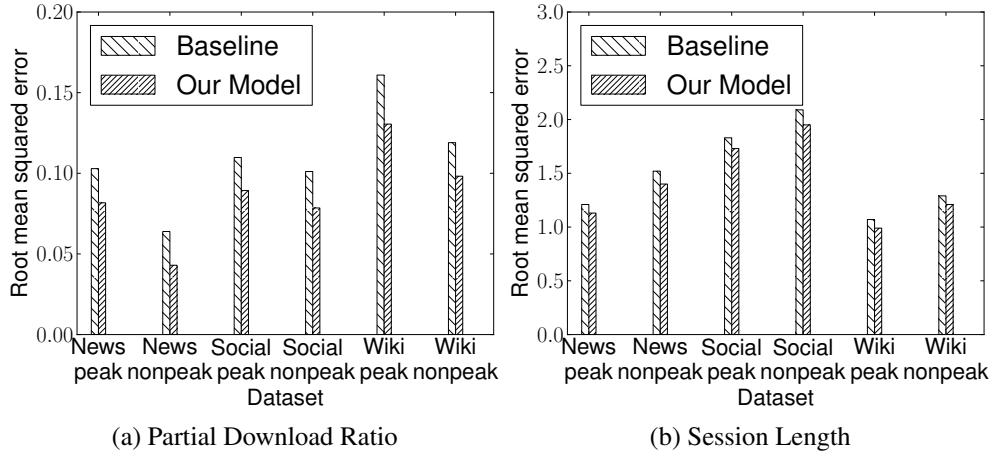 Root mean squared error
0.20
0.15
0.10
0.05
0.00
Baseline
Our Model
News peak
News nonpeak
Social peak
Social nonpeak
Wiki peak
Wiki nonpeak
Dataset
(a) Partial Download Ratio
Root mean squared error
3.0
2.5
2.0
1.5
1.0
0.5
0.0
Baseline
Our Model
News peak
News nonpeak
Social peak
Social nonpeak
Wiki peak
Wiki nonpeak
Dataset
(b) Session Length